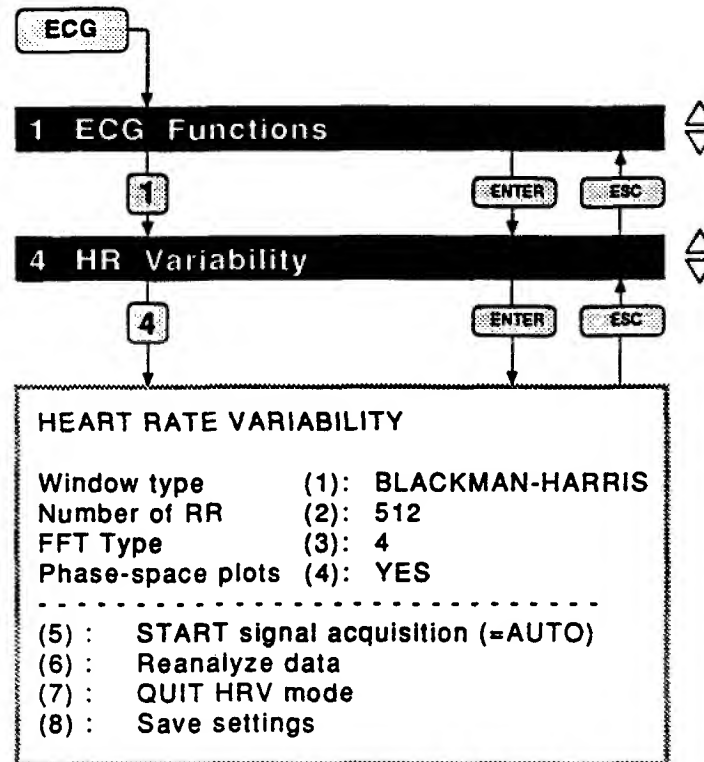 ECG
1 ECG Functions
1 ENTER ESC
4 HR Variability
4 ENTER ESC
HEART RATE VARIABILITY
Window type (1): BLACKMAN-HARRIS
Number of RR (2): 512
FFT Type (3): 4
Phase-space plots (4): YES
(5) : START signal acquisition (=AUTO)
(6) : Reanalyze data
(7) : QUIT HRV mode
(8) : Save settings